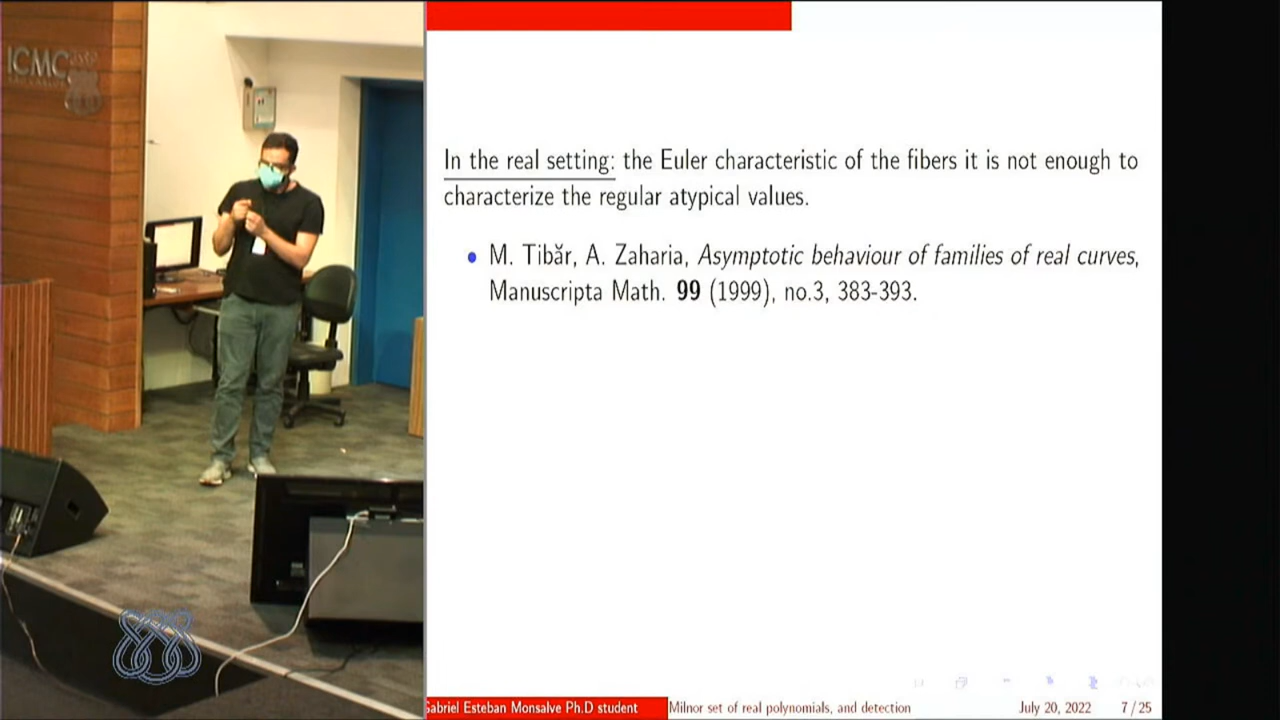 ICMC
In the real setting: the Euler characteristic of the fibers it is not enough to
characterize the regular atypical values.
M. Tibăr, A. Zaharia, Asymptotic behaviour of families of real curves,
Manuscripta Math. 99 (1999), no.3, 383-393.
Gabriel Esteban Monsalve Ph.D student
Milnor set of real polynomials, and detection
July 20, 2022
7 / 25